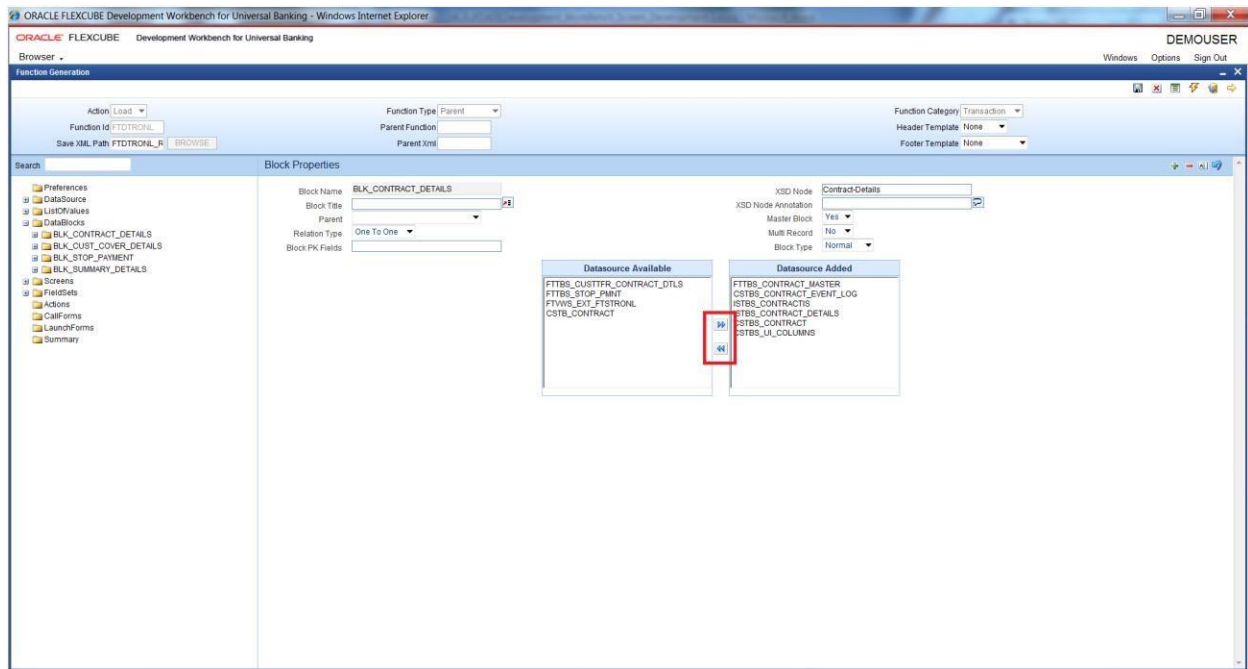 ORACLE FLEXCUBE Development Workbench for Universal Banking - Windows Internet Explorer
ORACLE FLEXCUBE Development Workbench for Universal Banking
DEMOUSER
Browser
Windows Options Sign Out
Function Generation
Action Load
Function Type Parent
Function Category Transaction
Function Id FTDTRONL
Parent Function
Header Template None
Save XML Path FTDTRONL_R BROWSE
Parent Xml
Footer Template None
Search
Block Properties
Preferences
DataSource
ListOfValues
DataBlocks
BLK_CONTRACT_DETAILS
BLK_CUST_COVER_DETAILS
BLK_STOP_PAYMENT
BLK_SUMMARY_DETAILS
Screens
FieldSets
Actions
CallForms
LaunchForms
Summary
Block Name BLK_CONTRACT_DETAILS
XSD Node Contract-Details
Block Title
XSD Node Annotation
Parent
Master Block Yes
Relation Type One To One
Multi Record No
Block PK Fields
Block Type Normal
Datasource Available
FTTBS_CUSTTFR_CONTRACT_DTLS
FTTBS_STOP_PMNT
FTVWS_EXT_FTSTRONL
CSTB_CONTRACT
Datasource Added
FTTBS_CONTRACT_MASTER
CSTBS_CONTRACT_EVENT_LOG
ISTBS_CONTRACTIS
ISTBS_CONTRACT_DETAILS
CSTBS_CONTRACT
CSTBS_UI_COLUMNS